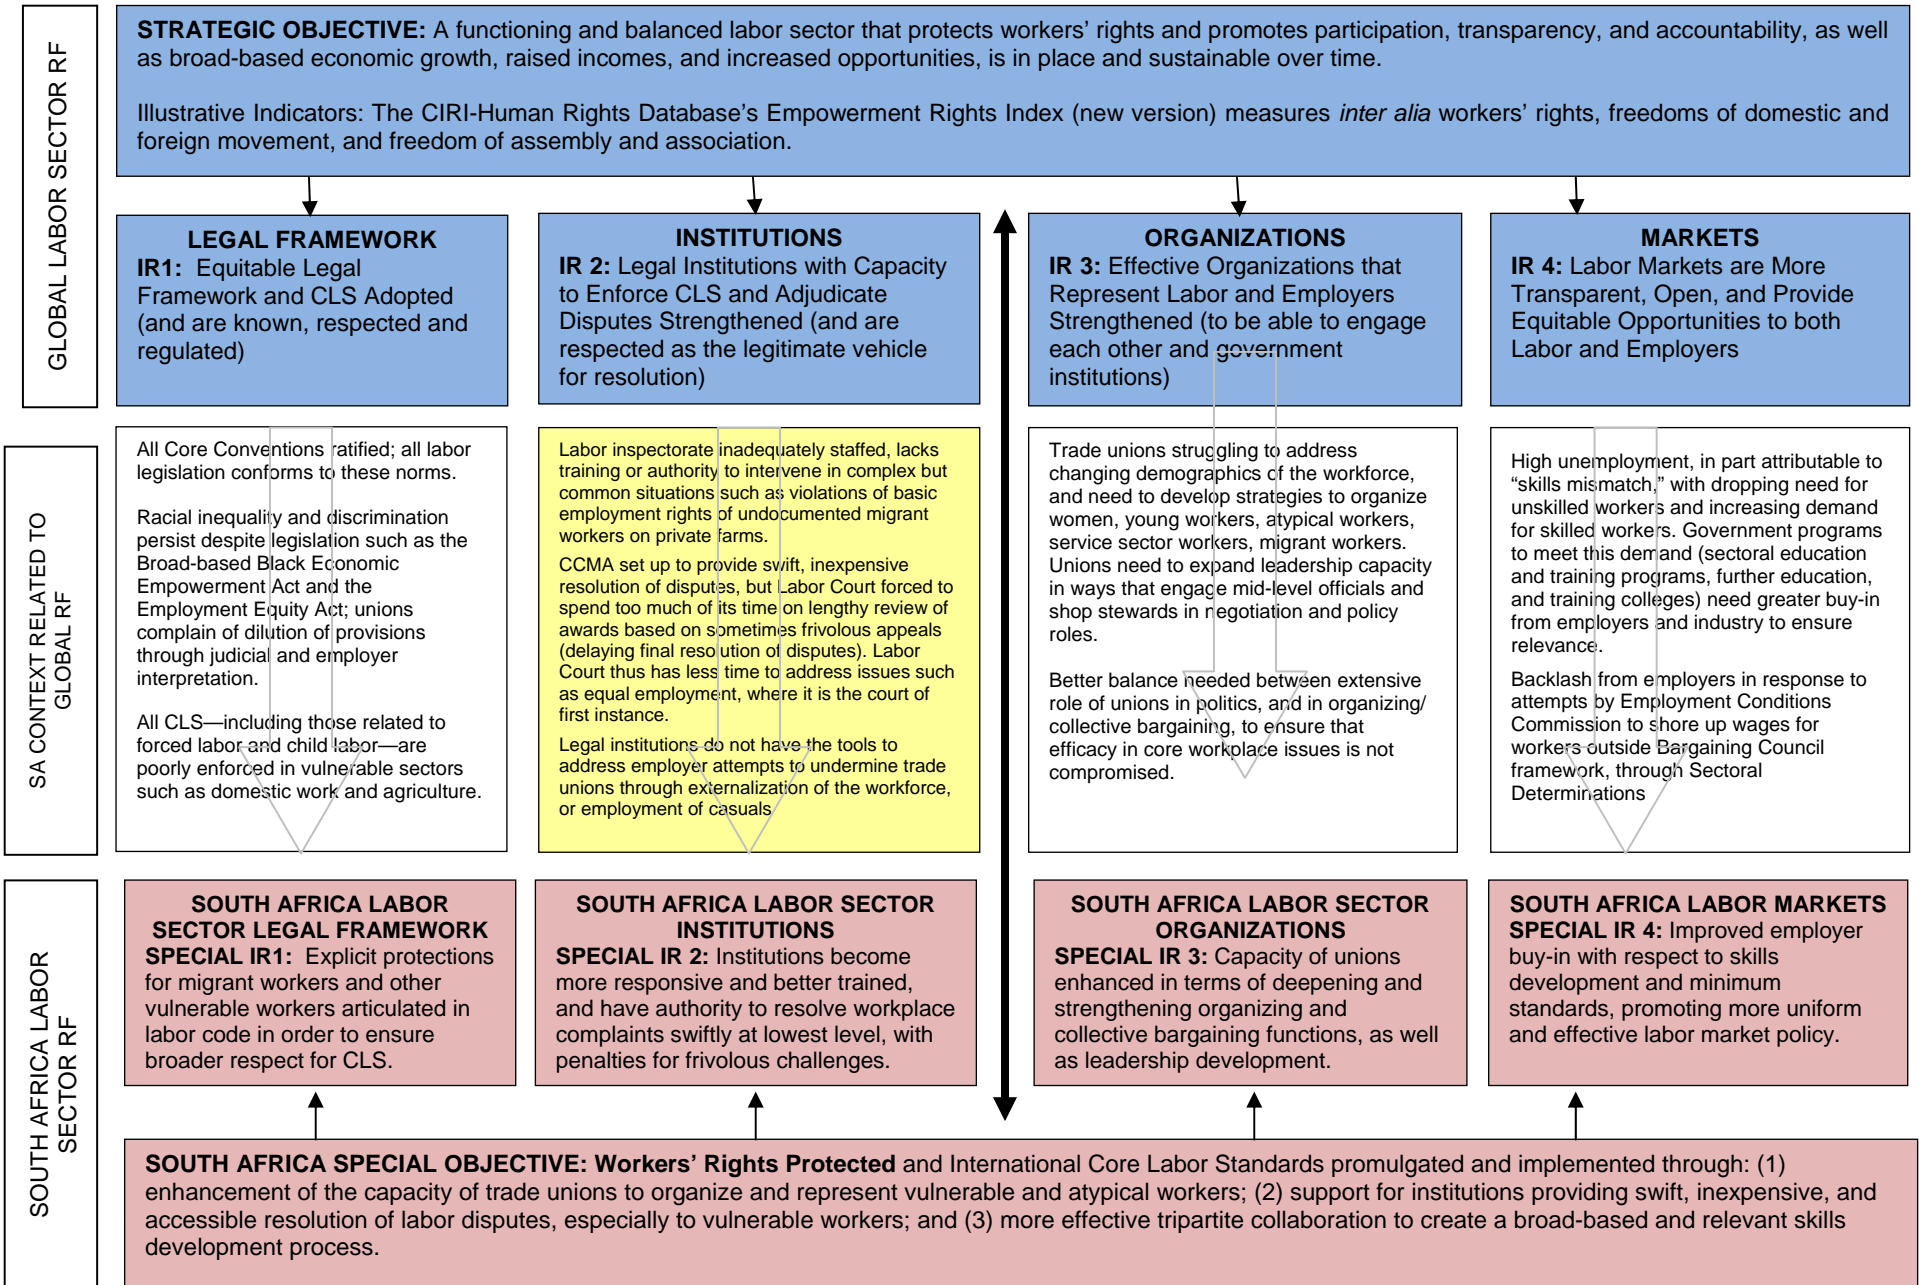 GLOBAL LABOR SECTOR RF
STRATEGIC OBJECTIVE: A functioning and balanced labor sector that protects workers’ rights and promotes participation, transparency, and accountability, as well
as broad-based economic growth, raised incomes, and increased opportunities, is in place and sustainable over time.
Illustrative Indicators: The CIRI-Human Rights Database’s Empowerment Rights Index (new version) measures inter alia workers’ rights, freedoms of domestic and
foreign movement, and freedom of assembly and association.
LEGAL FRAMEWORK
IR1: Equitable Legal
Framework and CLS Adopted
(and are known, respected and
regulated)
INSTITUTIONS
IR 2: Legal Institutions with Capacity
to Enforce CLS and Adjudicate
Disputes Strengthened (and are
respected as the legitimate vehicle
for resolution)
ORGANIZATIONS
IR 3: Effective Organizations that
Represent Labor and Employers
Strengthened (to be able to engage
each other and government
institutions)
MARKETS
IR 4: Labor Markets are More
Transparent, Open, and Provide
Equitable Opportunities to both
Labor and Employers
SA CONTEXT RELATED TO
GLOBAL RF
All Core Conventions ratified; all labor
legislation conforms to these norms.
Racial inequality and discrimination
persist despite legislation such as the
Broad-based Black Economic
Empowerment Act and the
Employment Equity Act; unions
complain of dilution of provisions
through judicial and employer
interpretation.
All CLS—including those related to
forced labor and child labor—are
poorly enforced in vulnerable sectors
such as domestic work and agriculture.
Labor inspectorate inadequately staffed, lacks
training or authority to intervene in complex but
common situations such as violations of basic
employment rights of undocumented migrant
workers on private farms.
CCMA set up to provide swift, inexpensive
resolution of disputes, but Labor Court forced to
spend too much of its time on lengthy review of
awards based on sometimes frivolous appeals
(delaying final resolution of disputes). Labor
Court thus has less time to address issues such
as equal employment, where it is the court of
first instance.
Legal institutions do not have the tools to
address employer attempts to undermine trade
unions through externalization of the workforce,
or employment of casuals
Trade unions struggling to address
changing demographics of the workforce,
and need to develop strategies to organize
women, young workers, atypical workers,
service sector workers, migrant workers.
Unions need to expand leadership capacity
in ways that engage mid-level officials and
shop stewards in negotiation and policy
roles.
Better balance needed between extensive
role of unions in politics, and in organizing/
collective bargaining, to ensure that
efficacy in core workplace issues is not
compromised.
High unemployment, in part attributable to
“skills mismatch,” with dropping need for
unskilled workers and increasing demand
for skilled workers. Government programs
to meet this demand (sectoral education
and training programs, further education,
and training colleges) need greater buy-in
from employers and industry to ensure
relevance.
Backlash from employers in response to
attempts by Employment Conditions
Commission to shore up wages for
workers outside Bargaining Council
framework, through Sectoral
Determinations
SOUTH AFRICA LABOR
SECTOR RF
SOUTH AFRICA LABOR
SECTOR LEGAL FRAMEWORK
SPECIAL IR1: Explicit protections
for migrant workers and other
vulnerable workers articulated in
labor code in order to ensure
broader respect for CLS.
SOUTH AFRICA LABOR SECTOR
INSTITUTIONS
SPECIAL IR 2: Institutions become
more responsive and better trained,
and have authority to resolve workplace
complaints swiftly at lowest level, with
penalties for frivolous challenges.
SOUTH AFRICA LABOR SECTOR
ORGANIZATIONS
SPECIAL IR 3: Capacity of unions
enhanced in terms of deepening and
strengthening organizing and
collective bargaining functions, as well
as leadership development.
SOUTH AFRICA LABOR MARKETS
SPECIAL IR 4: Improved employer
buy-in with respect to skills
development and minimum
standards, promoting more uniform
and effective labor market policy.
SOUTH AFRICA SPECIAL OBJECTIVE: Workers’ Rights Protected and International Core Labor Standards promulgated and implemented through: (1)
enhancement of the capacity of trade unions to organize and represent vulnerable and atypical workers; (2) support for institutions providing swift, inexpensive, and
accessible resolution of labor disputes, especially to vulnerable workers; and (3) more effective tripartite collaboration to create a broad-based and relevant skills
development process.